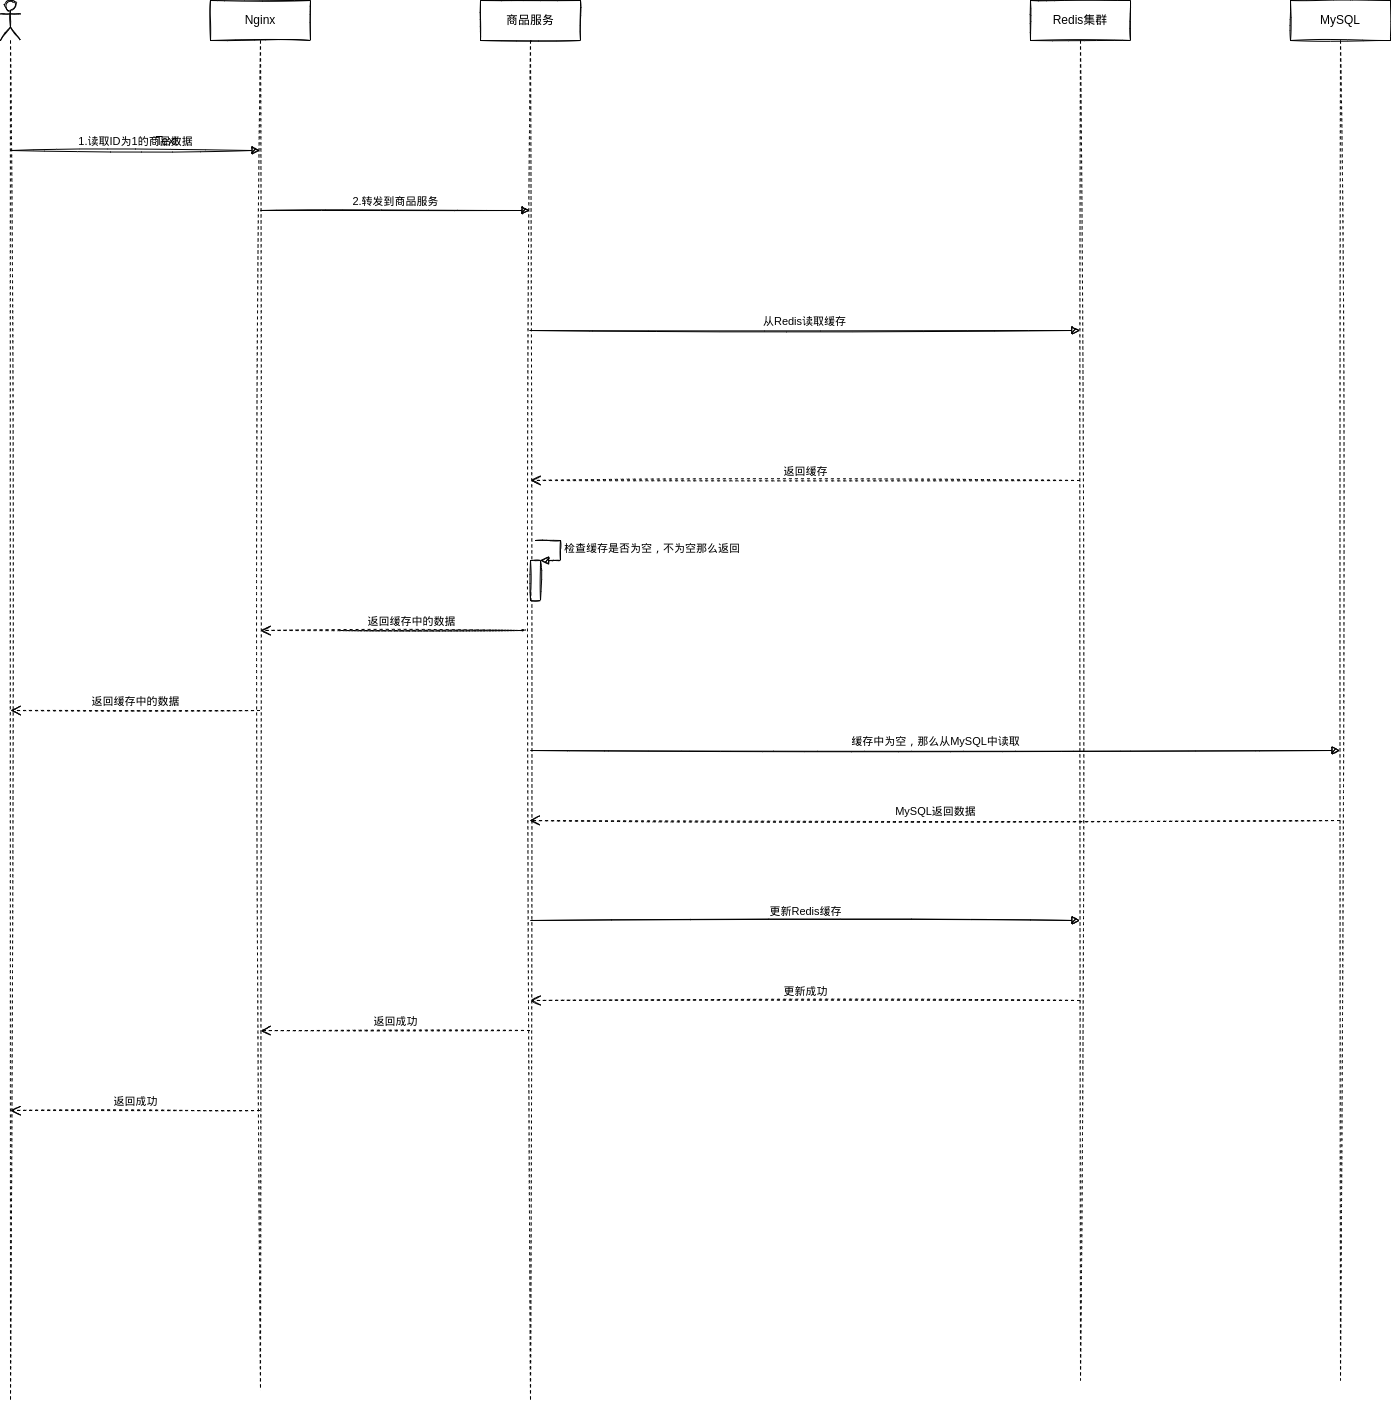 Nginx
商品服务
Redis集群
MySQL
1.读取ID为1的商品数据
2.转发到商品服务
从Redis读取缓存
返回缓存
检查缓存是否为空，不为空那么返回
返回缓存中的数据
返回缓存中的数据
缓存中为空，那么从MySQL中读取
MySQL返回数据
更新Redis缓存
更新成功
返回成功
返回成功